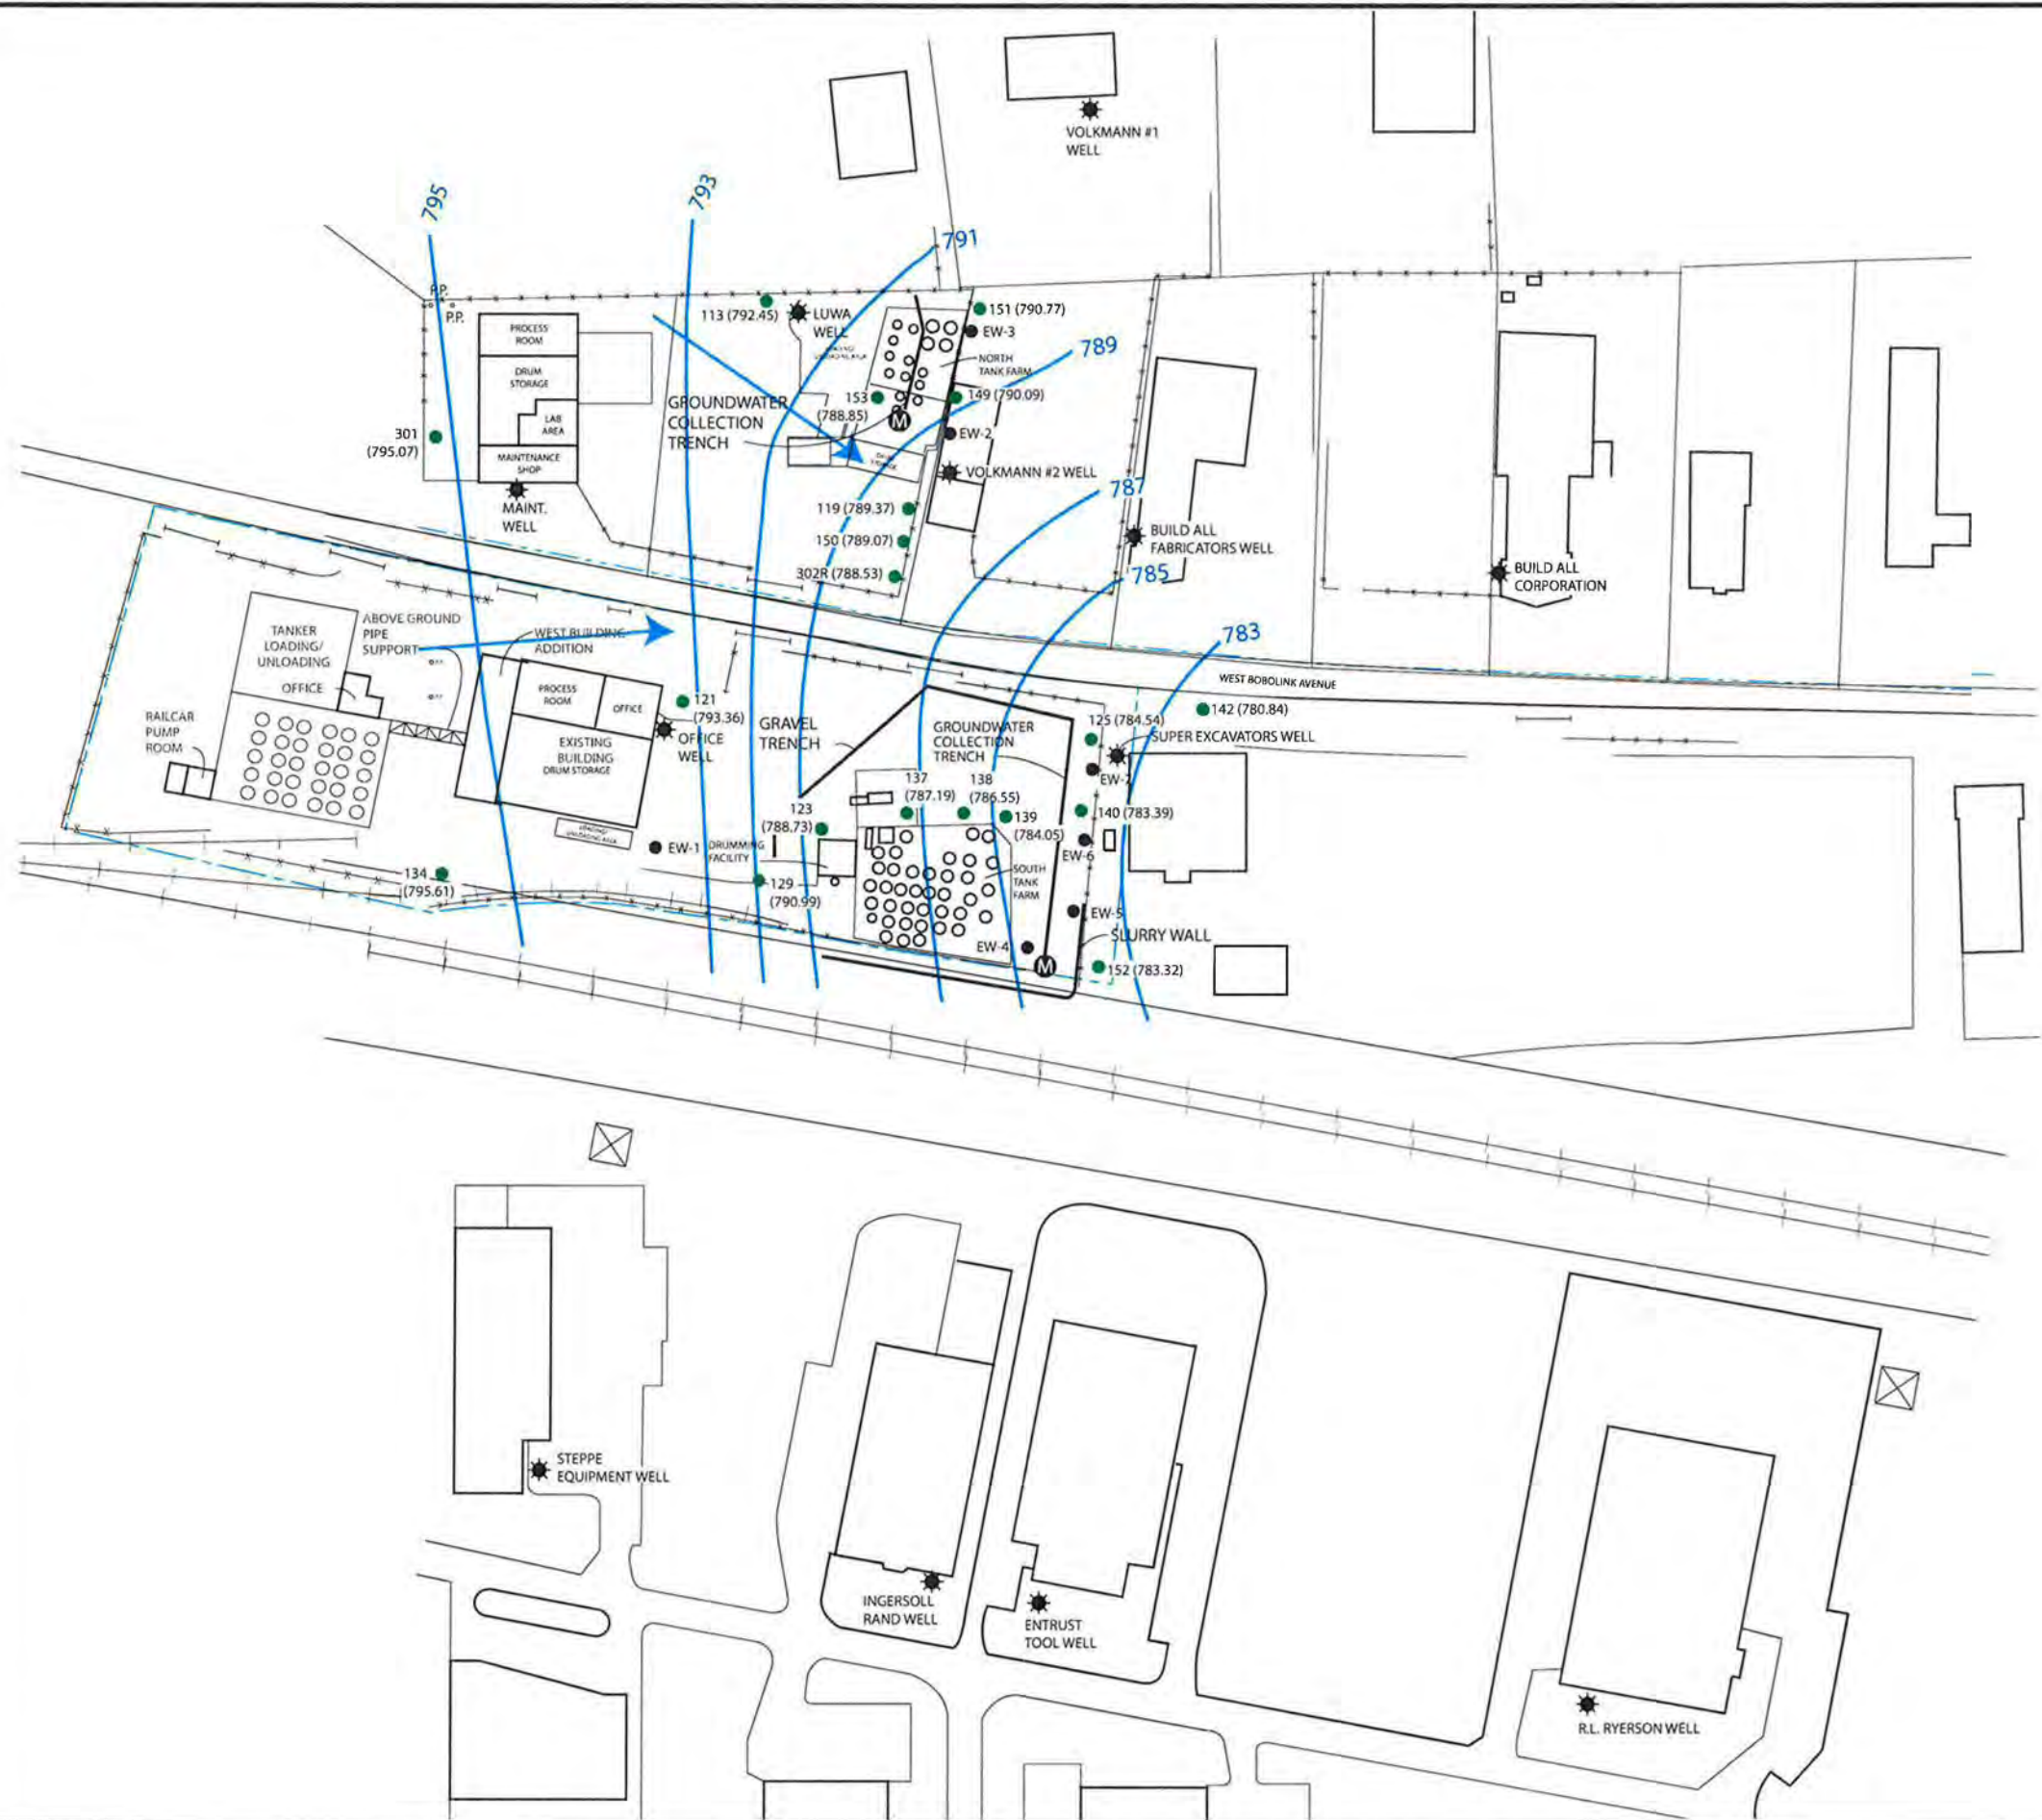 VOLKMANN #1
WELL
795
793
791
P.P.
P.P.
113 (792.45)
LUWA
WELL
151 (790.77)
EW-3
PROCESS
ROOM
DRUM
STORAGE
LAB
AREA
MAINTENANCE
SHOP
NORTH
TANK FARM
789
GROUNDWATER
COLLECTION
TRENCH
153
(788.85)
M
149 (790.09)
301
(795.07)
EW-2
DRUM
STORAGE
VOLKMANN #2 WELL
787
MAINT.
WELL
119 (789.37)
150 (789.07)
302R (788.53)
BUILD ALL
FABRICATORS WELL
785
BUILD ALL
CORPORATION
TANKER
LOADING/
UNLOADING
ABOVE GROUND
PIPE
SUPPORT
WEST BUILDING
ADDITION
783
WEST BOBOLINK AVENUE
OFFICE
PROCESS
ROOM
OFFICE
121
(793.36)
OFFICE
WELL
RAILCAR
PUMP
ROOM
EXISTING
BUILDING
DRUM STORAGE
GRAVEL
TRENCH
GROUNDWATER
COLLECTION
TRENCH
125 (784.54)
142 (780.84)
SUPER EXCAVATORS WELL
EW-7
137
(787.19)
138
(786.55)
139
(784.05)
140 (783.39)
123
(788.73)
LOADING/
UNLOADING AREA
EW-1
DRUMMING
FACILITY
EW-6
SOUTH
TANK
FARM
134
(795.61)
129
(790.99)
EW-5
EW-4
M
SLURRY WALL
152 (783.32)
STEPPE
EQUIPMENT WELL
INGERSOLL
RAND WELL
ENTRUST
TOOL WELL
R.L. RYERSON WELL